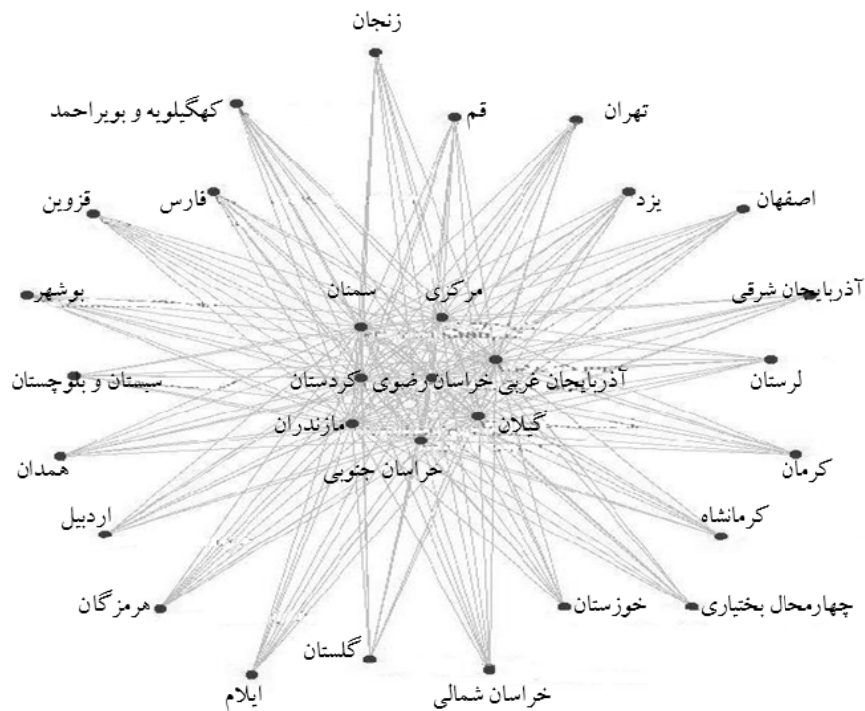 زنجان
کهگیلویه و بویراحمد
قم
تهران
قزوین
فارس
یزد
اصفهان
بوشهر
سمنان
مرکزی
آذربایجان شرقی
سیستان و بلوچستان
کردستان
خراسان رضوی
آذربایجان غربی
لرستان
مازندران
گیلان
همدان
خراسان جنوبی
کرمان
اردبیل
کرمانشاه
هرمزگان
خوزستان
چهارمحال بختیاری
ایلام
گلستان
خراسان شمالی